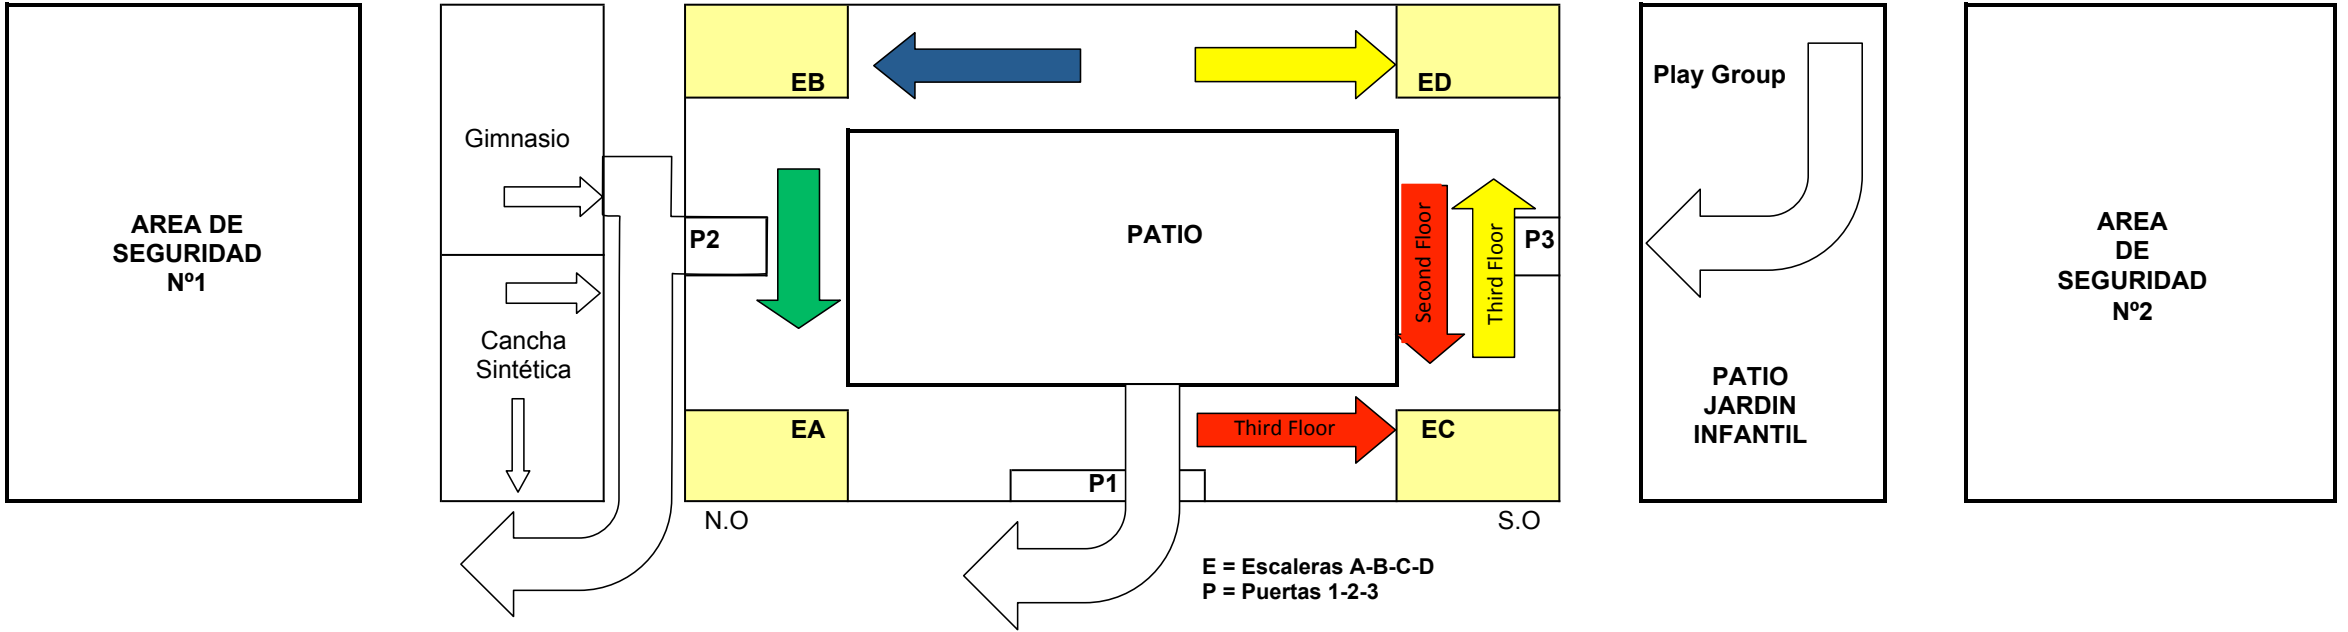 AREA DE
SEGURIDAD
Nº1
Gimnasio
Cancha
Sintética
EB
ED
P2
PATIO
Second Floor
Third Floor
P3
EA
Third Floor
EC
P1
N.O
S.O
E = Escaleras A-B-C-D
P = Puertas 1-2-3
Play Group
PATIO
JARDIN
INFANTIL
AREA
DE
SEGURIDAD
Nº2